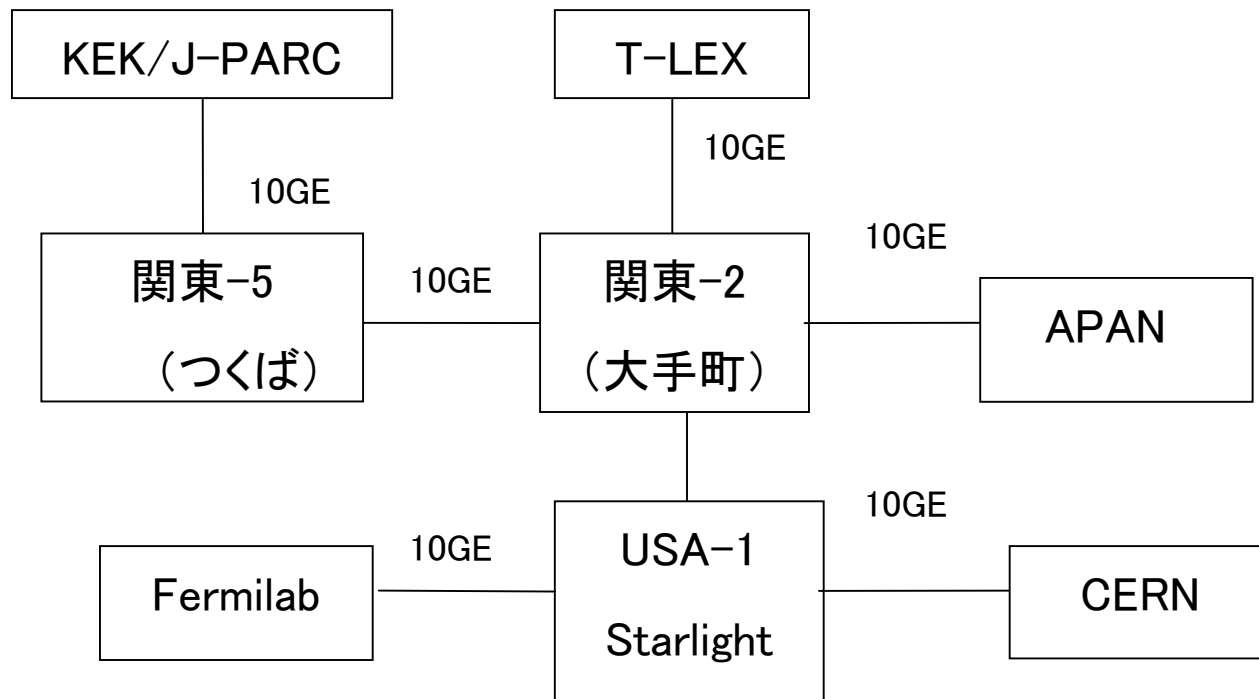 KEK/J-PARC
T-LEX
10GE
10GE
10GE
関東-5
(つくば)
10GE
関東-2
(大手町)
APAN
10GE
10GE
Fermilab
USA-1
Starlight
CERN